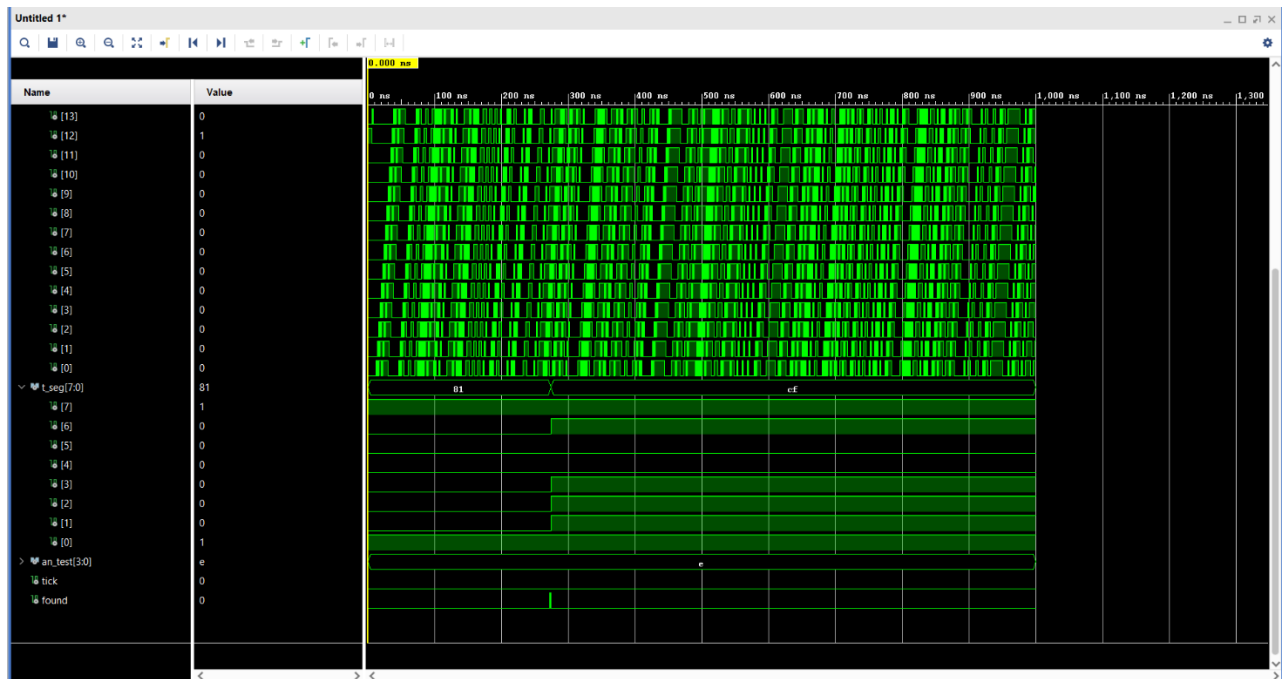 Untitled 1*
0.000 ns
Name Value
0 ns 100 ns 200 ns 300 ns 400 ns 500 ns 600 ns 700 ns 800 ns 900 ns 1,000 ns 1,100 ns 1,200 ns 1,300
[13] 0
[12] 1
[11] 0
[10] 0
[9] 0
[8] 0
[7] 0
[6] 0
[5] 0
[4] 0
[3] 0
[2] 0
[1] 0
[0] 0
t_seg[7:0] 81 81 cf
[7] 1
[6] 0
[5] 0
[4] 0
[3] 0
[2] 0
[1] 0
[0] 1
an_test[3:0] e e
tick 0
found 0